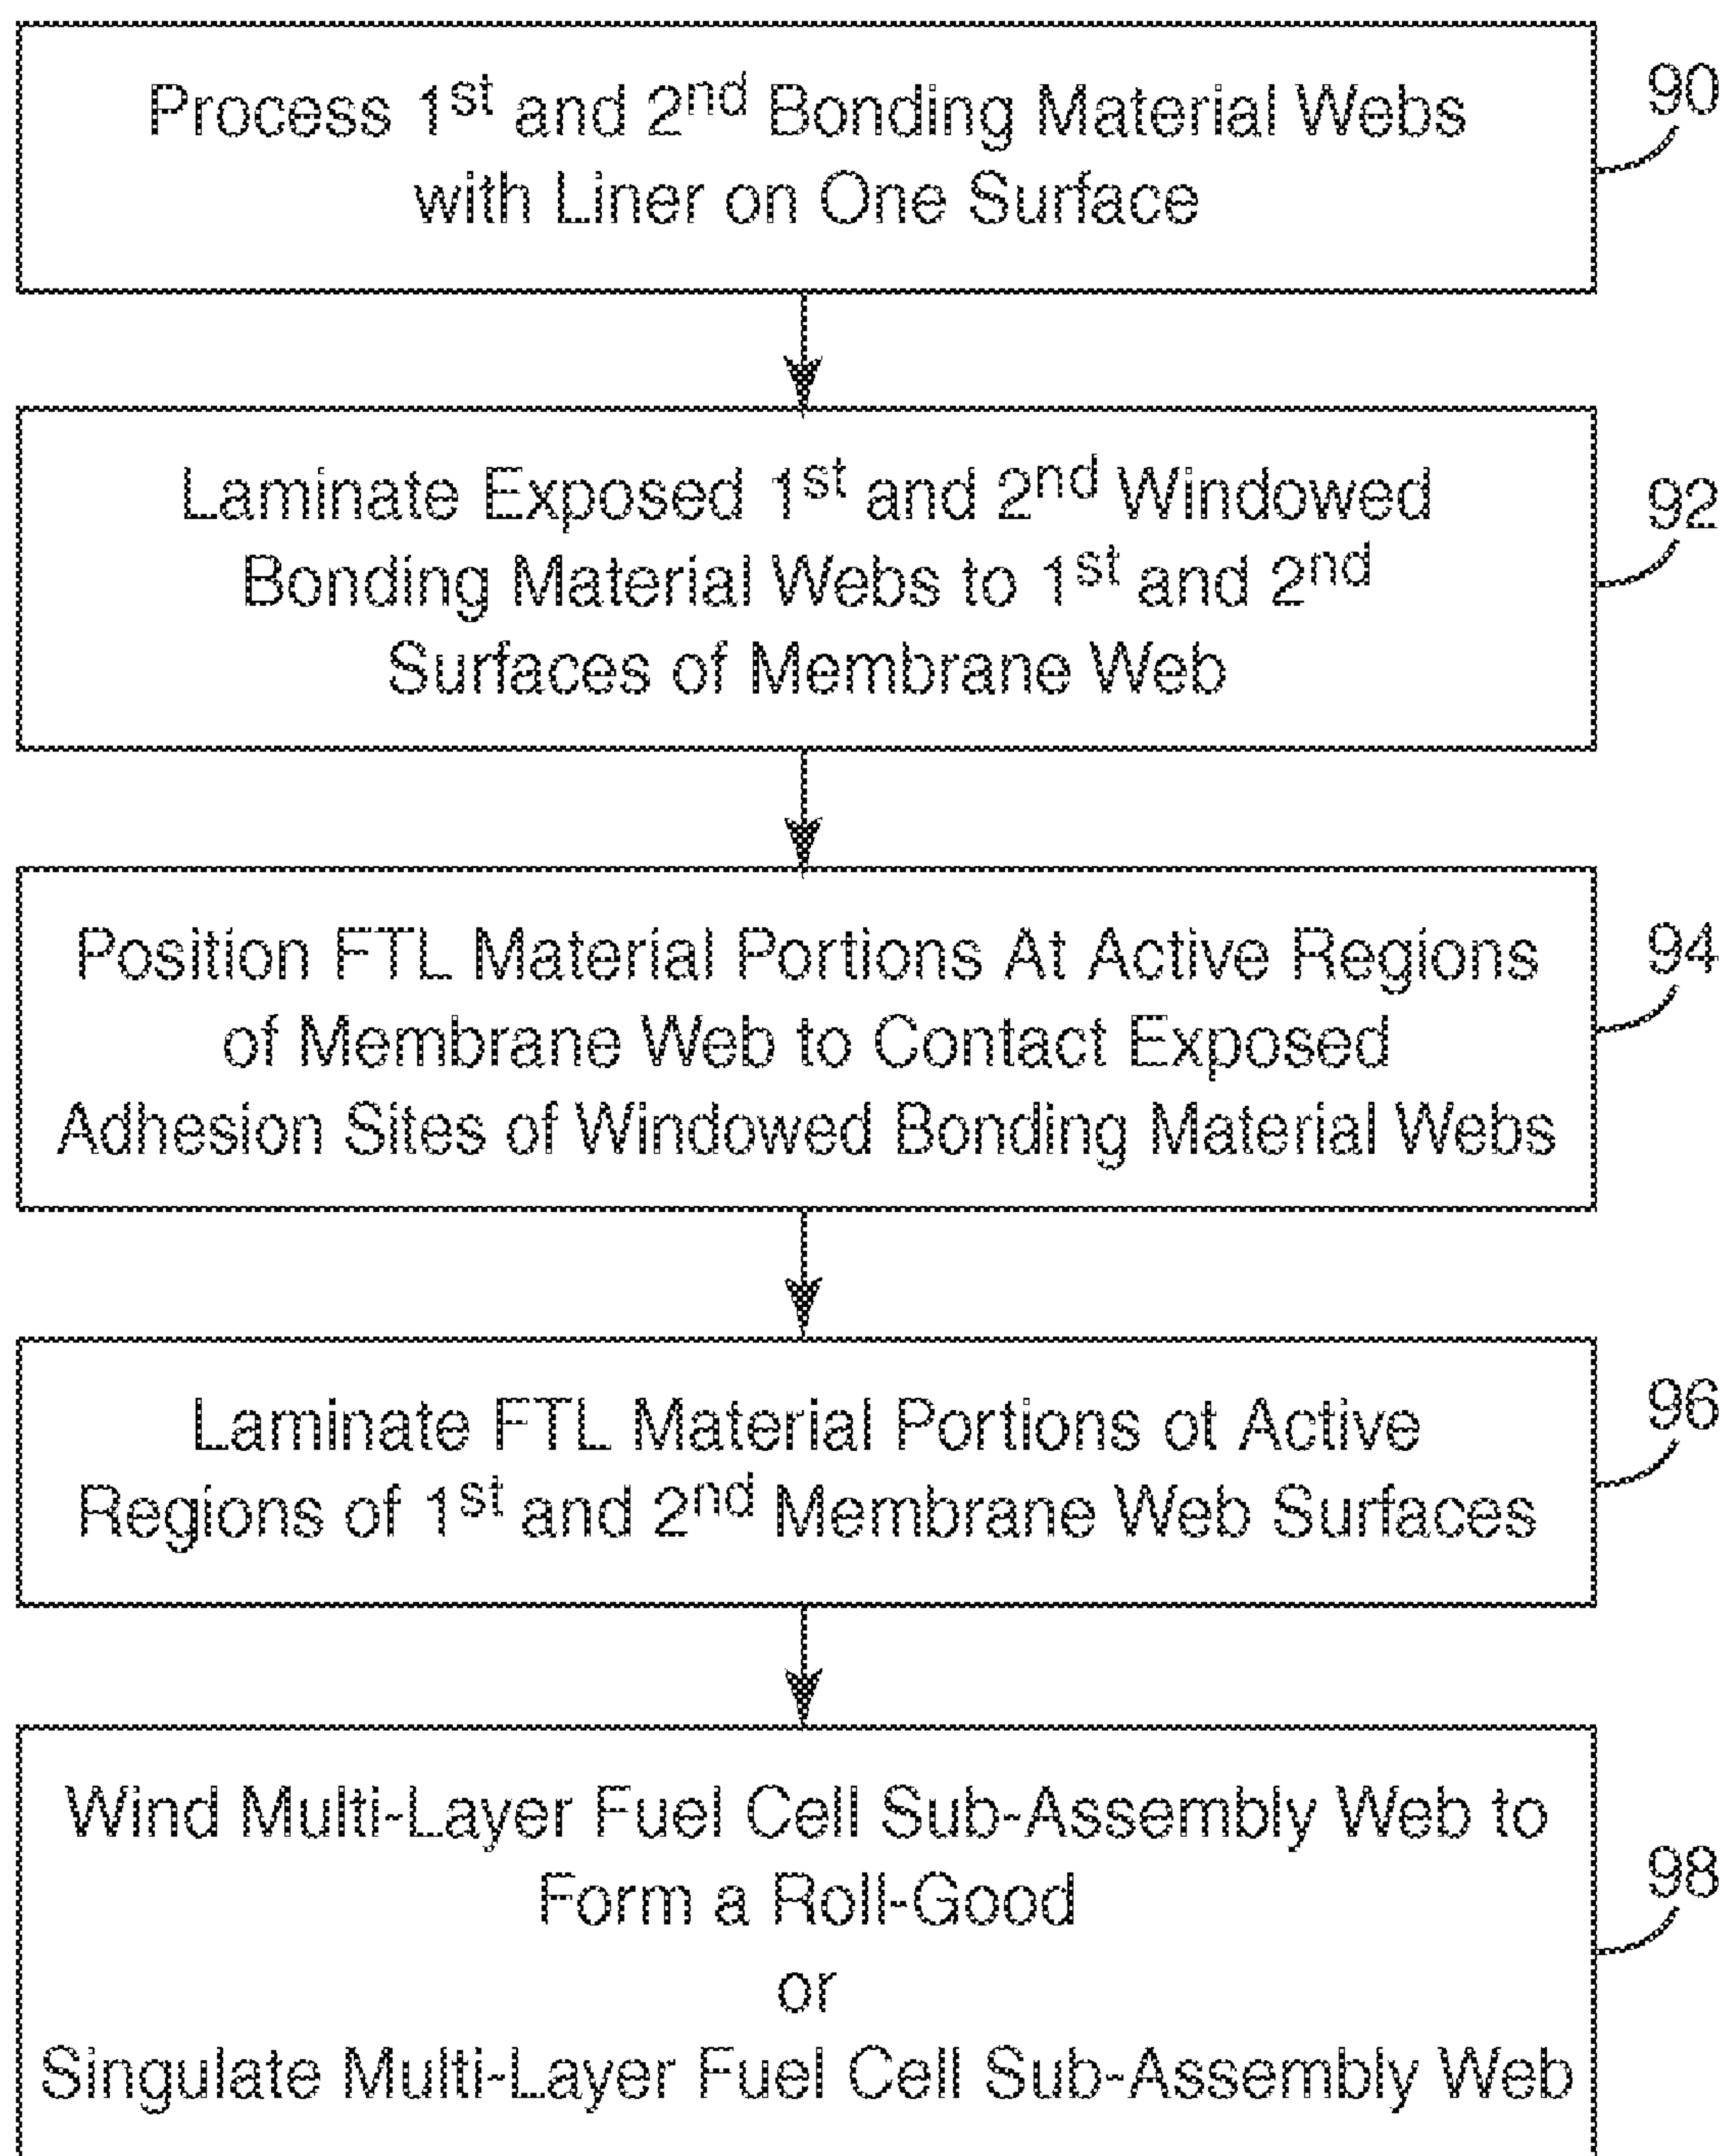 Process 1st and 2nd Bonding Material Webs
with Liner on One Surface
90
Laminate Exposed 1st and 2nd Windowed
Bonding Material Webs to 1st and 2nd
Surfaces of Membrane Web
92
Position FTL Material Portions At Active Regions
of Membrane Web to Contact Exposed
Adhesion Sites of Windowed Bonding Material Webs
94
Laminate FTL Material Portions ot Active
Regions of 1st and 2nd Membrane Web Surfaces
96
Wind Multi-Layer Fuel Cell Sub-Assembly Web to
Form a Roll-Good
or
Singulate Multi-Layer Fuel Cell Sub-Assembly Web
98